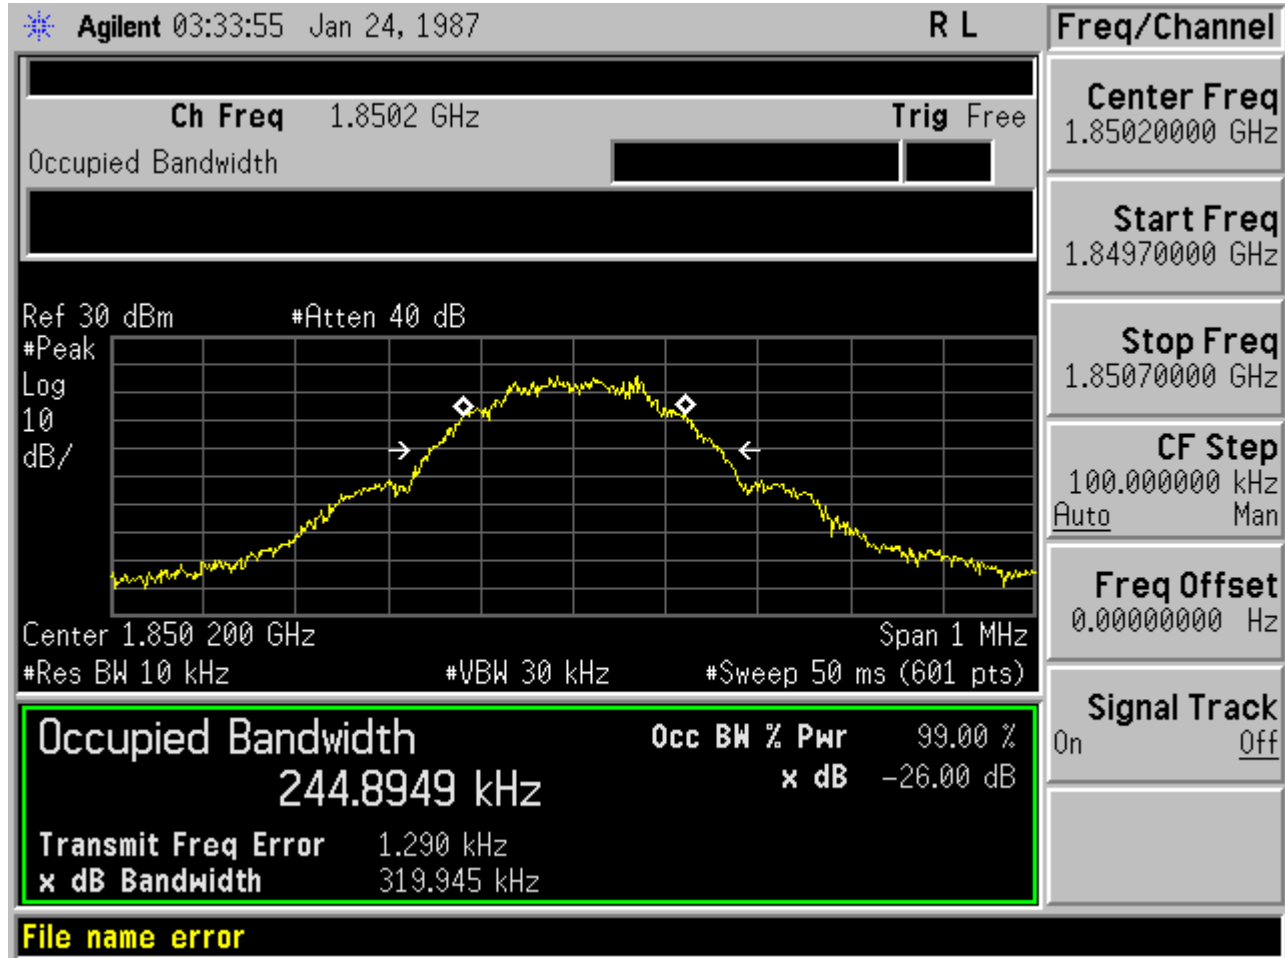 Agilent 03:33:55 Jan 24, 1987 R L
Freq/Channel
Ch Freq 1.8502 GHz Trig Free
Occupied Bandwidth
Center Freq
1.85020000 GHz
Start Freq
1.84970000 GHz
Stop Freq
1.85070000 GHz
CF Step
100.000000 kHz
Auto Man
Freq Offset
0.00000000 Hz
Signal Track
On Off
Ref 30 dBm #Atten 40 dB
#Peak
Log
10
dB/
Center 1.850 200 GHz Span 1 MHz
#Res BW 10 kHz #VBW 30 kHz #Sweep 50 ms (601 pts)
Occupied Bandwidth
244.8949 kHz
Occ BW % Pwr 99.00 %
x dB -26.00 dB
Transmit Freq Error 1.290 kHz
x dB Bandwidth 319.945 kHz
File name error